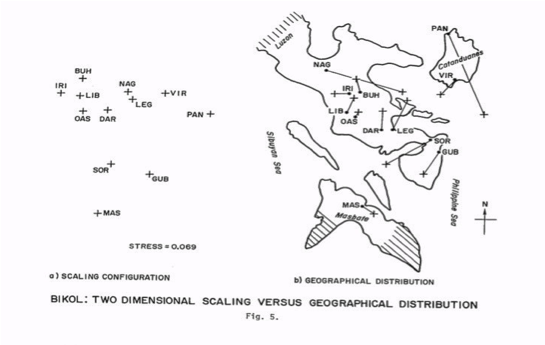 BUH
NAG
IRI
LIB
VIR
LEG
OAS
DAR
PAN
SOR
GUB
MAS
STRESS = 0.069
a) SCALING CONFIGURATION
Luzon
PAN
Catanduanes
VIR
NAG
IRI
BUH
LIB
OAS
DAR
LEG
SOR
GUB
Sibuyan Sea
Philippine Sea
N
MAS
Masbate
b) GEOGRAPHICAL DISTRIBUTION
BIKOL: TWO DIMENSIONAL SCALING VERSUS GEOGRAPHICAL DISTRIBUTION
Fig. 5.